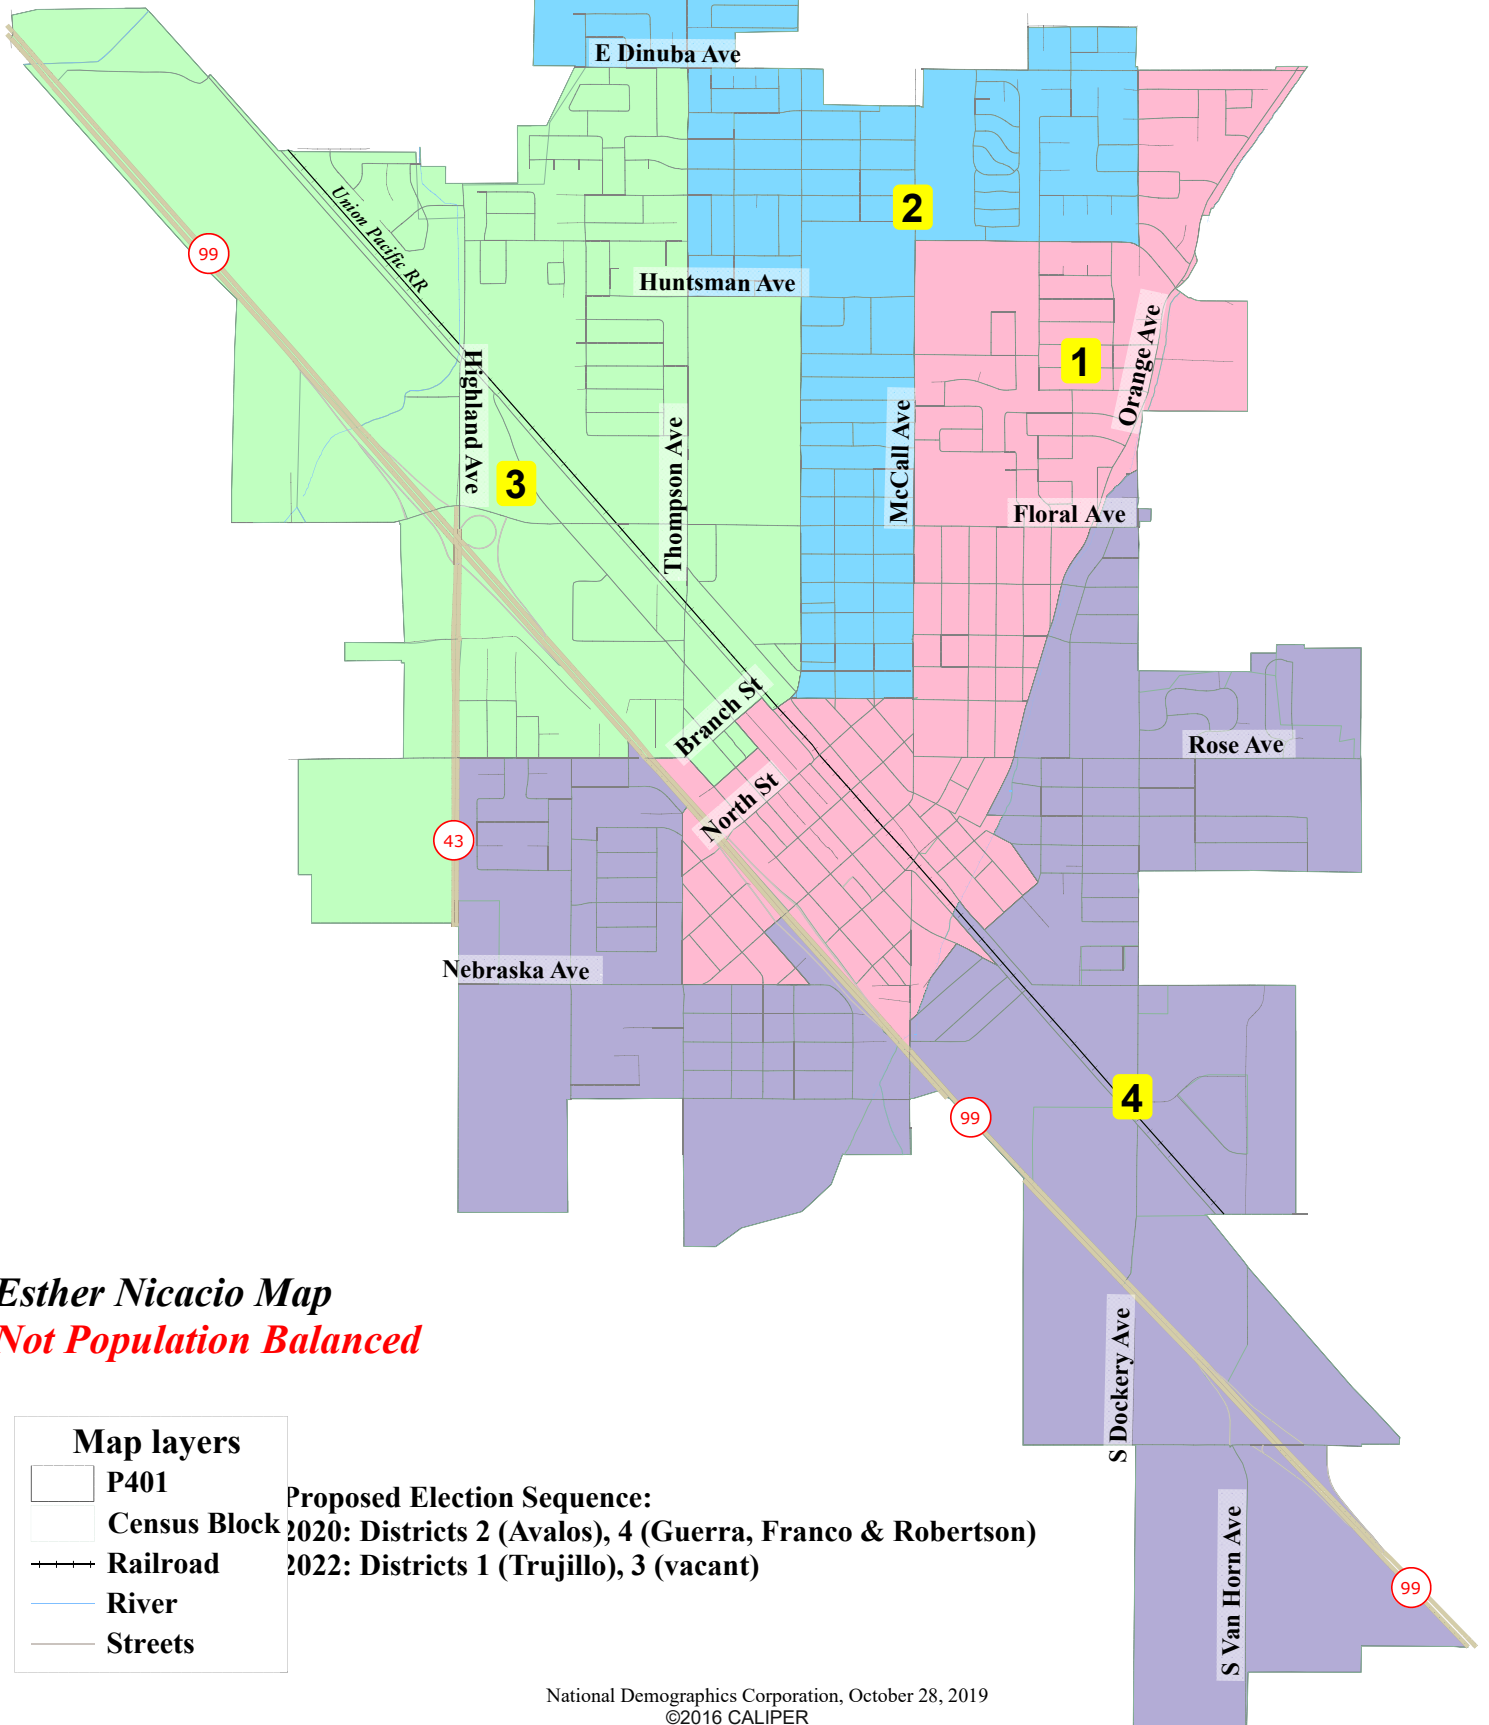 E Dinuba Ave
2
Union Pacific RR
99
Huntsman Ave
1
Orange Ave
Highland Ave
3
Thompson Ave
McCall Ave
Floral Ave
Branch St
Rose Ave
North St
43
Nebraska Ave
4
99
Esther Nicacio Map
Not Population Balanced
S Dockery Ave
Map layers
P401
Census Block
Railroad
River
Streets
Proposed Election Sequence:
2020: Districts 2 (Avalos), 4 (Guerra, Franco & Robertson)
2022: Districts 1 (Trujillo), 3 (vacant)
S Van Horn Ave
99
National Demographics Corporation, October 28, 2019
©2016 CALIPER